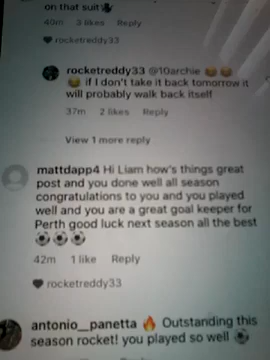 on that suit
40m 3 likes Reply
rocketreddy33
rocketreddy33 @10archie 😂😂
😂 if I don't take it back tomorrow it
will probably walk back itself
37m 2 likes Reply
View 1 more reply
mattdapp4 Hi Liam how's things great
post and you done well all season
congratulations to you and you played
well and you are a great goal keeper for
Perth good luck next season all the best
⚽⚽⚽
42m 1 like Reply
rocketreddy33
antonio__panetta 🔥 Outstanding this
season rocket! you played so well ⚽